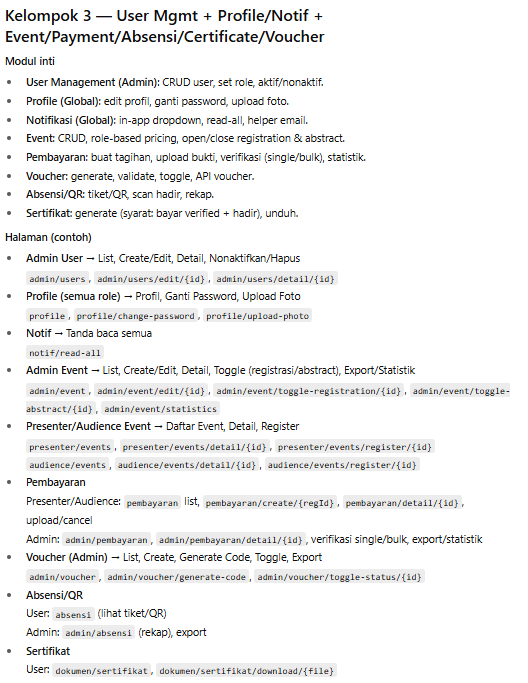 Kelompok 3 — User Mgmt + Profile/Notif +
Event/Payment/Absensi/Certificate/Voucher
Modul inti
• User Management (Admin): CRUD user, set role, aktif/nonaktif.
• Profile (Global): edit profil, ganti password, upload foto.
• Notifikasi (Global): in-app dropdown, read-all, helper email.
• Event: CRUD, role-based pricing, open/close registration & abstract.
• Pembayaran: buat tagihan, upload bukti, verifikasi (single/bulk), statistik.
• Voucher: generate, validate, toggle, API voucher.
• Absensi/QR: tiket/QR, scan hadir, rekap.
• Sertifikat: generate (syarat: bayar verified + hadir), unduh.
Halaman (contoh)
• Admin User → List, Create/Edit, Detail, Nonaktifkan/Hapus
admin/users, admin/users/edit/{id}, admin/users/detail/{id}
• Profile (semua role) → Profil, Ganti Password, Upload Foto
profile, profile/change-password, profile/upload-photo
• Notif → Tanda baca semua
notif/read-all
• Admin Event → List, Create/Edit, Detail, Toggle (registrasi/abstract), Export/Statistik
admin/event, admin/event/edit/{id}, admin/event/toggle-registration/{id}, admin/event/toggle-
abstract/{id}, admin/event/statistics
• Presenter/Audience Event → Daftar Event, Detail, Register
presenter/events, presenter/events/detail/{id}, presenter/events/register/{id}
audience/events, audience/events/detail/{id}, audience/events/register/{id}
• Pembayaran
Presenter/Audience: pembayaran list, pembayaran/create/{regId}, pembayaran/detail/{id},
upload/cancel
Admin: admin/pembayaran, admin/pembayaran/detail/{id}, verifikasi single/bulk, export/statistik
• Voucher (Admin) → List, Create, Generate Code, Toggle, Export
admin/voucher, admin/voucher/generate-code, admin/voucher/toggle-status/{id}
• Absensi/QR
User: absensi (lihat tiket/QR)
Admin: admin/absensi (rekap), export
• Sertifikat
User: dokumen/sertifikat, dokumen/sertifikat/download/{file}